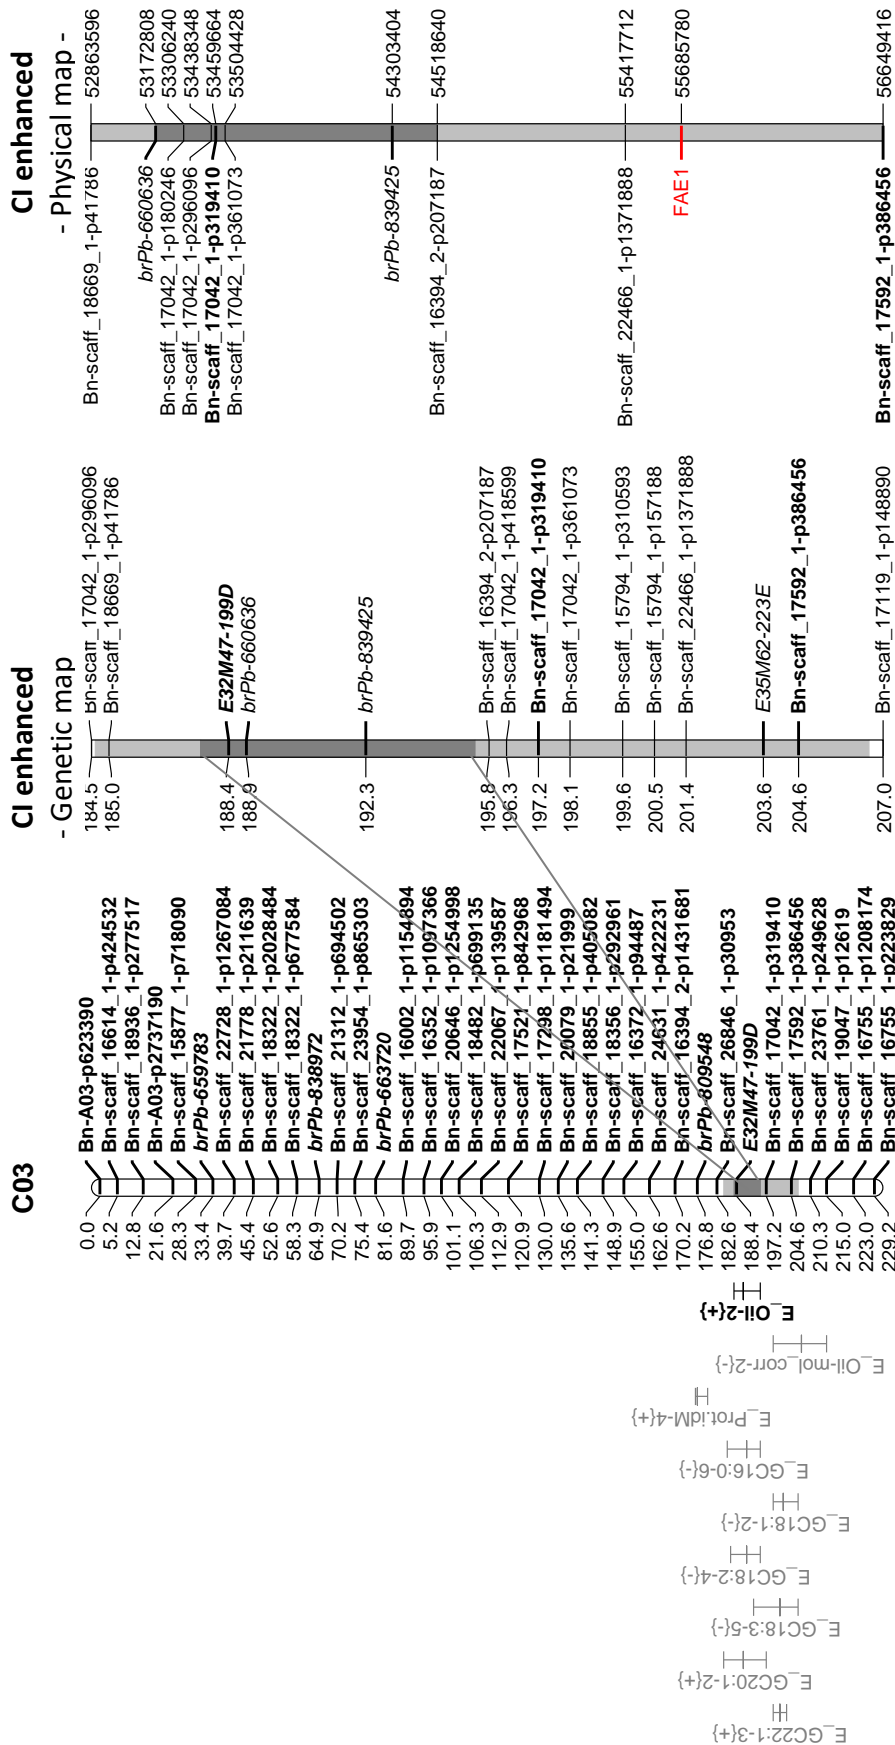 C03
0.0 Bn-A03-p623390
5.2 Bn-scaff_16614_1-p424532
12.8 Bn-scaff_18936_1-p277517
21.6 Bn-A03-p2737190
28.3 Bn-scaff_15877_1-p718090
33.4 brPb-659783
39.7 Bn-scaff_22728_1-p1267084
45.4 Bn-scaff_21778_1-p211639
52.6 Bn-scaff_18322_1-p2028484
58.3 Bn-scaff_18322_1-p677584
64.9 brPb-838972
70.2 Bn-scaff_21312_1-p694502
75.4 Bn-scaff_23954_1-p865303
81.6 brPb-663720
89.7 Bn-scaff_16002_1-p1154694
95.9 Bn-scaff_16352_1-p1097366
101.1 Bn-scaff_20646_1-p1254998
106.3 Bn-scaff_18482_1-p699135
112.9 Bn-scaff_22067_1-p139587
120.9 Bn-scaff_17521_1-p842968
130.0 Bn-scaff_17298_1-p1181494
135.6 Bn-scaff_20079_1-p21999
141.3 Bn-scaff_18855_1-p405082
148.9 Bn-scaff_18356_1-p292961
155.0 Bn-scaff_16372_1-p94487
162.6 Bn-scaff_24631_1-p422231
170.2 Bn-scaff_16394_2-p1431681
176.8 brPb-809548
182.6 Bn-scaff_26846_1-p30953
188.4 E32M47-199D
197.2 Bn-scaff_17042_1-p319410
204.6 Bn-scaff_17592_1-p386456
210.3 Bn-scaff_23761_1-p249628
215.0 Bn-scaff_19047_1-p12619
223.0 Bn-scaff_16755_1-p1208174
229.2 Bn-scaff_16755_1-p223829
E_Oil-2{+}
E_Oil-mol_corr-2{-}
E_Prot.idM-4{+}
E_GC16:0-6{-}
E_GC18:1-2{-}
E_GC18:2-4{-}
E_GC18:3-5{-}
E_GC20:1-2{+}
E_GC22:1-3{+}
CI enhanced
- Genetic map -
184.5 Bn-scaff_17042_1-p296096
185.0 Bn-scaff_18669_1-p41786
188.4 E32M47-199D
188.9 brPb-660636
192.3 brPb-839425
195.8 Bn-scaff_16394_2-p207187
196.3 Bn-scaff_17042_1-p418599
197.2 Bn-scaff_17042_1-p319410
198.1 Bn-scaff_17042_1-p361073
199.6 Bn-scaff_15794_1-p310593
200.5 Bn-scaff_15794_1-p157188
201.4 Bn-scaff_22466_1-p1371888
203.6 E35M62-223E
204.6 Bn-scaff_17592_1-p386456
207.0 Bn-scaff_17119_1-p148890
CI enhanced
- Physical map -
Bn-scaff_18669_1-p41786 52863596
brPb-660636 53172808
Bn-scaff_17042_1-p180246 53306240
Bn-scaff_17042_1-p296096 53438348
Bn-scaff_17042_1-p319410 53459664
Bn-scaff_17042_1-p361073 53504428
brPb-839425 54303404
Bn-scaff_16394_2-p207187 54518640
Bn-scaff_22466_1-p1371888 55417712
FAE1 55685780
Bn-scaff_17592_1-p386456 56649416